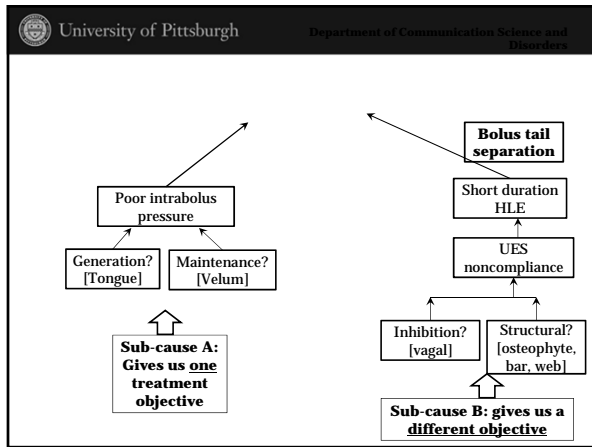 University of Pittsburgh
Department of Communication Science and
Disorders
Bolus tail
separation
Poor intrabolus
pressure
Short duration
HLE
Generation?
[Tongue]
Maintenance?
[Velum]
UES
noncompliance
Sub-cause A:
Gives us one
treatment
objective
Inhibition?
[vagal]
Structural?
[osteophyte,
bar, web]
Sub-cause B: gives us a
different objective